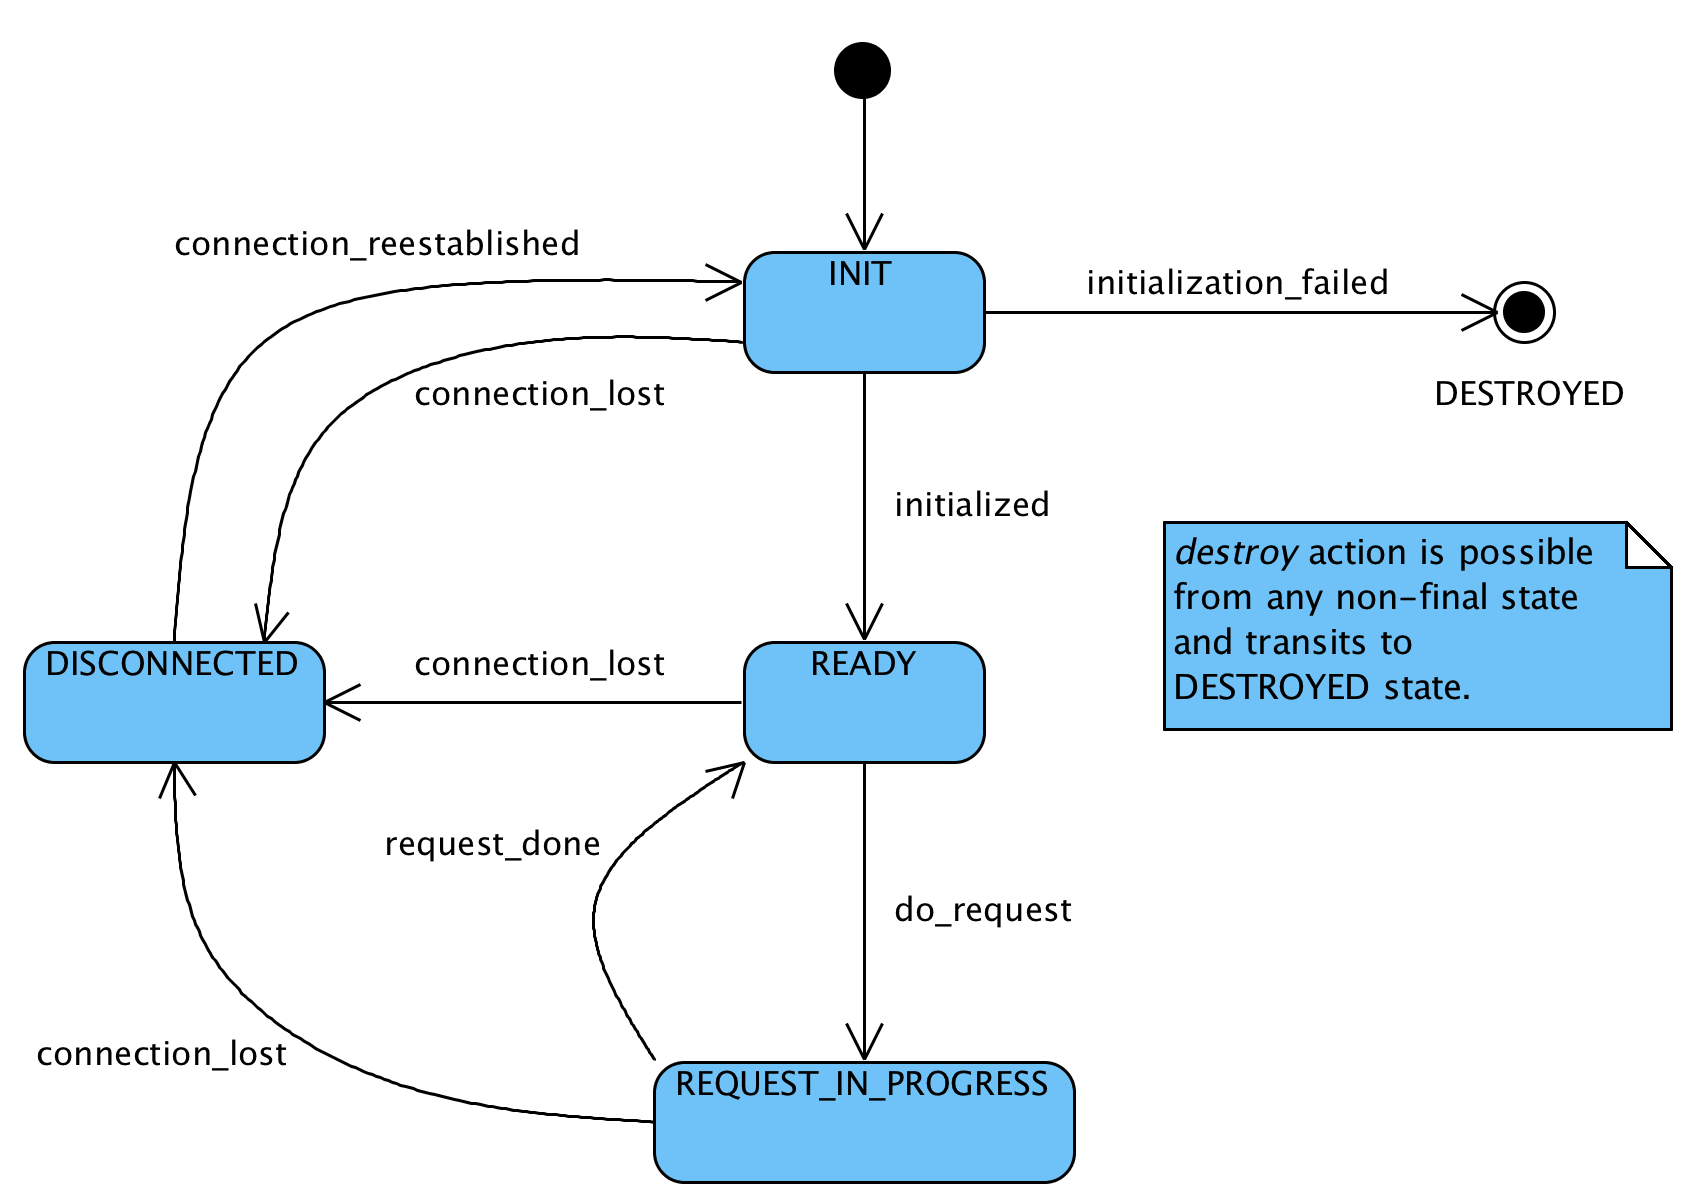 connection_reestablished
INIT
initialization_failed
connection_lost
DESTROYED
initialized
destroy action is possible
from any non-final state
and transits to
DESTROYED state.
DISCONNECTED
connection_lost
READY
request_done
do_request
connection_lost
REQUEST_IN_PROGRESS